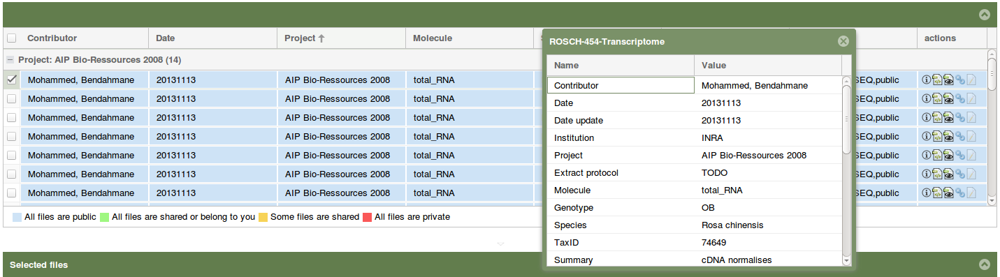 Contributor Date Project Molecule actions
Project: AIP Bio-Ressources 2008 (14)
Mohammed, Bendahmane 20131113 AIP Bio-Ressources 2008 total_RNA SEQ,public
Mohammed, Bendahmane 20131113 AIP Bio-Ressources 2008 total_RNA SEQ,public
Mohammed, Bendahmane 20131113 AIP Bio-Ressources 2008 total_RNA SEQ,public
Mohammed, Bendahmane 20131113 AIP Bio-Ressources 2008 total_RNA SEQ,public
Mohammed, Bendahmane 20131113 AIP Bio-Ressources 2008 total_RNA SEQ,public
Mohammed, Bendahmane 20131113 AIP Bio-Ressources 2008 total_RNA SEQ,public
Mohammed, Bendahmane 20131113 AIP Bio-Ressources 2008 total_RNA SEQ,public
All files are public All files are shared or belong to you Some files are shared All files are private
ROSCH-454-Transcriptome
Name Value
Contributor Mohammed, Bendahmane
Date 20131113
Date update 20131113
Institution INRA
Project AIP Bio-Ressources 2008
Extract protocol TODO
Molecule total_RNA
Genotype OB
Species Rosa chinensis
TaxID 74649
Summary cDNA normalises
Selected files